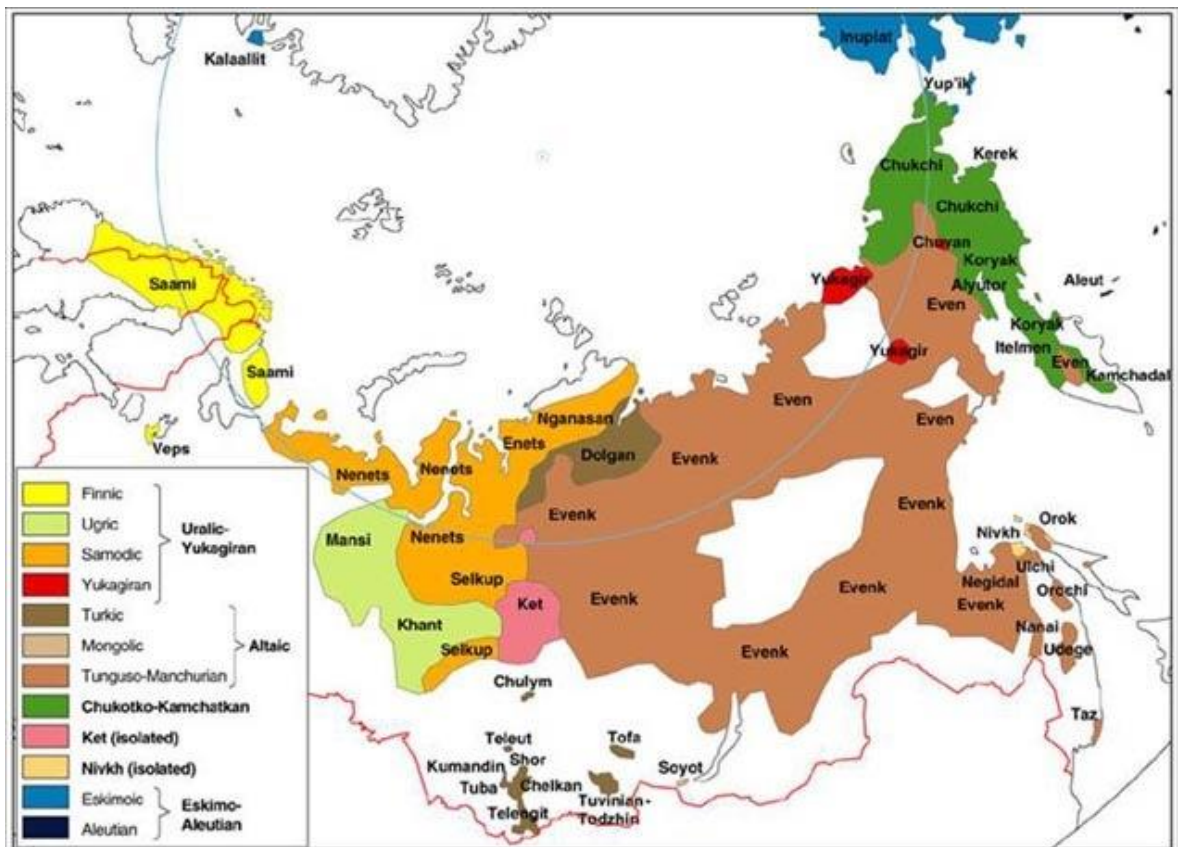 Kalaallit
Inupiat
Yup'ik
Chukchi
Kerek
Chukchi
Chuvan
Koryak
Aleut
Yukagir
Alyutor
Saami
Even
Koryak
Yukagir
Itelmen
Even
Kamchadal
Saami
Even
Even
Nganasan
Enets
Dolgan
Veps
Nenets
Nenets
Evenk
Evenk
Evenk
Mansi
Nenets
Orok
Nivkh
Ulchi
Selkup
Ket
Evenk
Evenk
Negidal
Orochi
Evenk
Khant
Nanai
Selkup
Evenk
Udege
Chulym
Taz
Teleut
Tofa
Shor
Kumandin
Soyot
Tuba
Chelkan
Tuvinian-
Todzhin
Telengit
Finnic
Ugric
Samodic
Yukagiran
Uralic-
Yukagiran
Turkic
Mongolic
Tunguso-Manchurian
Altaic
Chukotko-Kamchatkan
Ket (isolated)
Nivkh (isolated)
Eskimoic
Aleutian
Eskimo-
Aleutian